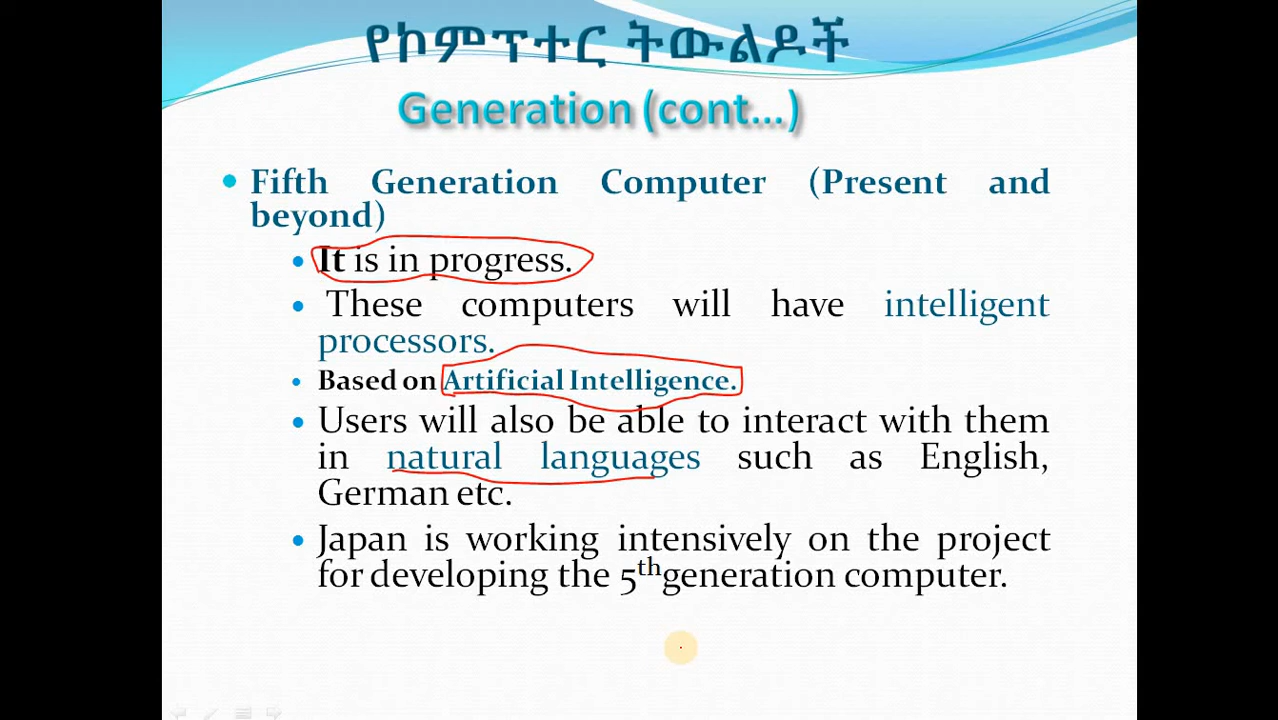 የኮምፕተር ትውልዶች
Generation (cont...)
Fifth Generation Computer (Present and
beyond)
It is in progress.
These computers will have intelligent
processors.
Based on Artificial Intelligence.
Users will also be able to interact with them
in natural languages such as English,
German etc.
Japan is working intensively on the project
for developing the 5thgeneration computer.